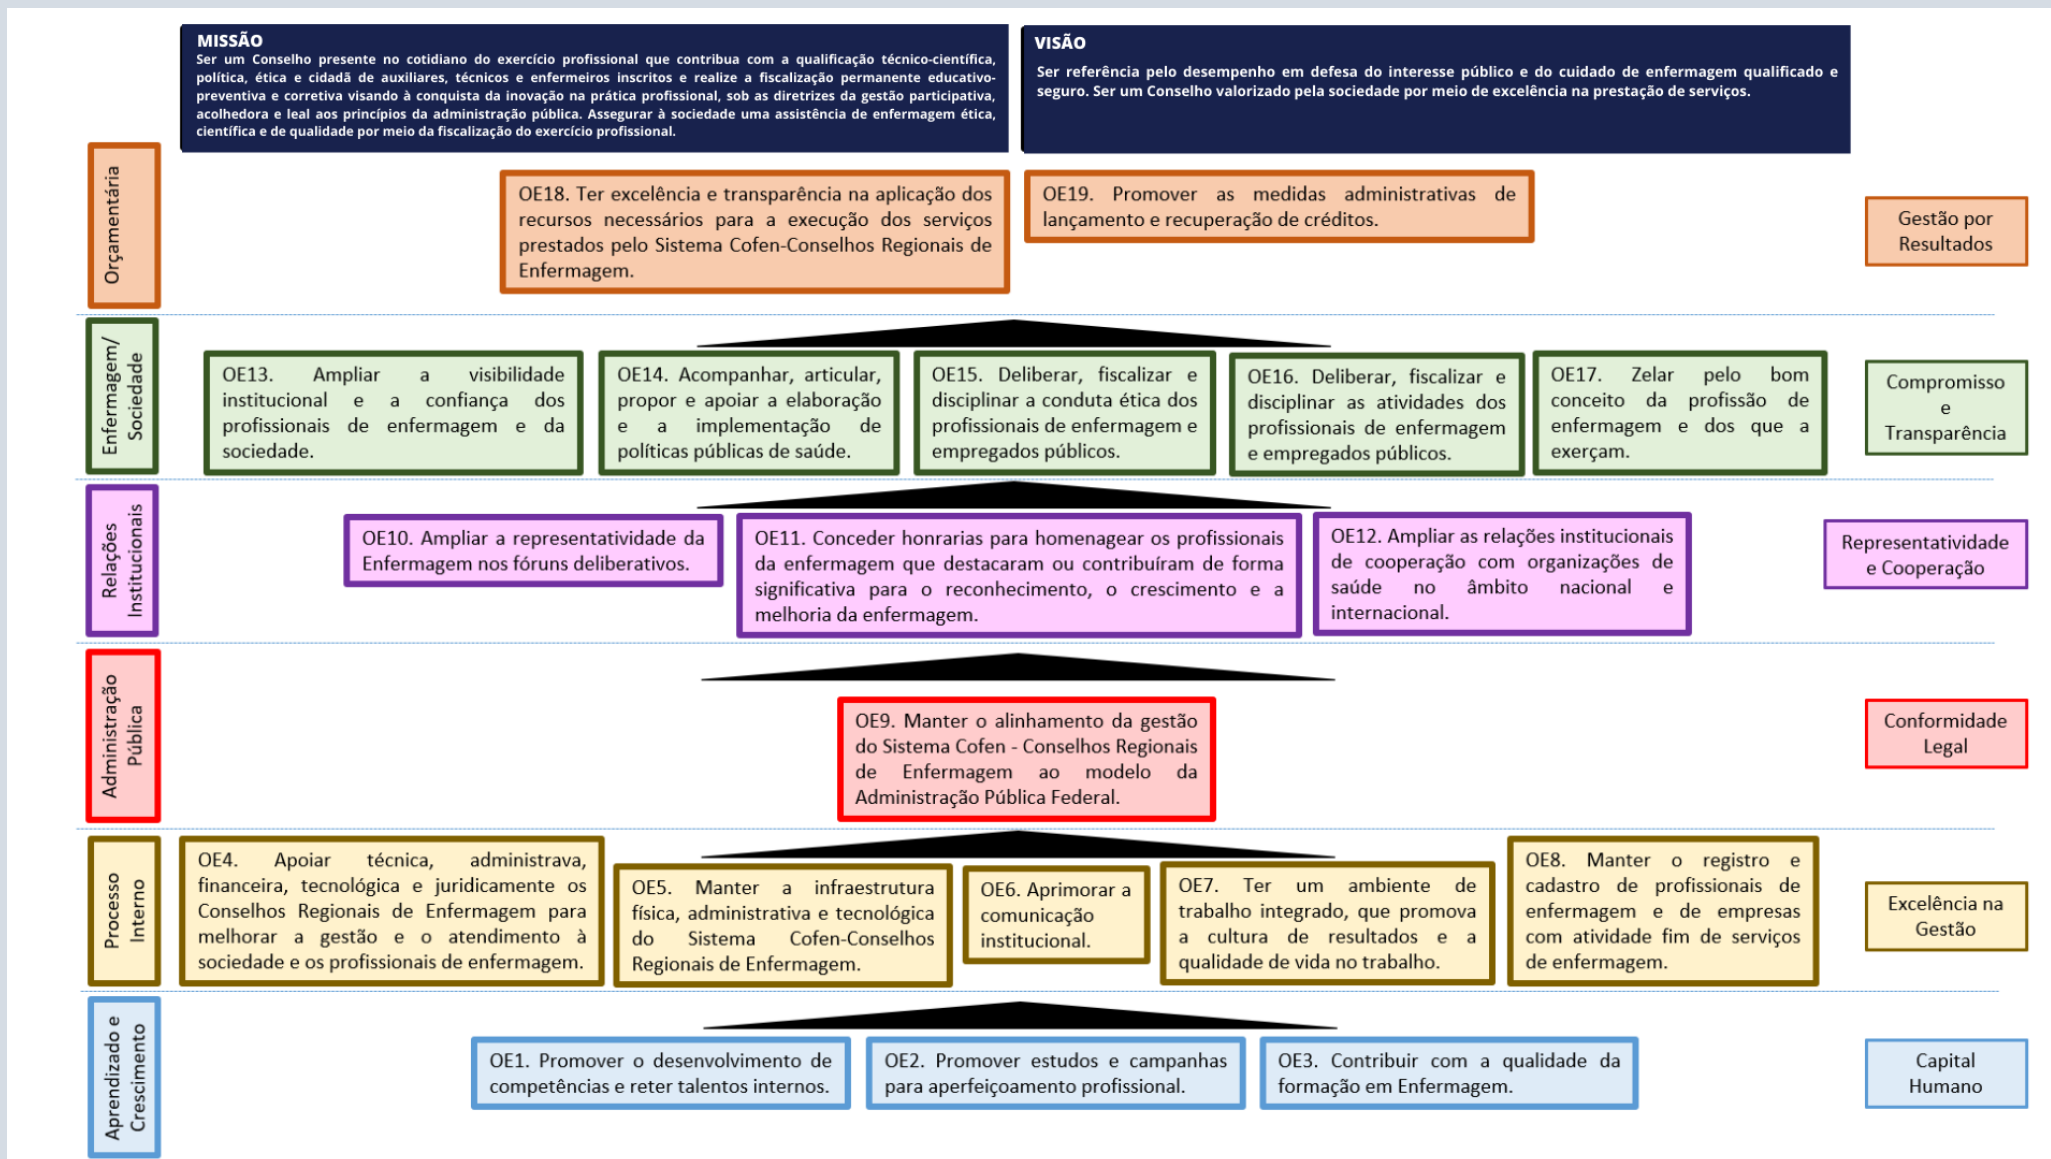 MISSÃO
Ser um Conselho presente no cotidiano do exercício profissional que contribua com a qualificação técnico-científica,
política, ética e cidadã de auxiliares, técnicos e enfermeiros inscritos e realize a fiscalização permanente educativo-
preventiva e corretiva visando à conquista da inovação na prática profissional, sob as diretrizes da gestão participativa,
acolhedora e leal aos princípios da administração pública. Assegurar à sociedade uma assistência de enfermagem ética,
científica e de qualidade por meio da fiscalização do exercício profissional.
VISÃO
Ser referência pelo desempenho em defesa do interesse público e do cuidado de enfermagem qualificado e
seguro. Ser um Conselho valorizado pela sociedade por meio de excelência na prestação de serviços.
Orçamentária
OE18. Ter excelência e transparência na aplicação dos
recursos necessários para a execução dos serviços
prestados pelo Sistema Cofen-Conselhos Regionais de
Enfermagem.
OE19. Promover as medidas administrativas de
lançamento e recuperação de créditos.
Gestão por
Resultados
Enfermagem/
Sociedade
OE13. Ampliar a visibilidade
institucional e a confiança dos
profissionais de enfermagem e da
sociedade.
OE14. Acompanhar, articular,
propor e apoiar a elaboração
e a implementação de
políticas públicas de saúde.
OE15. Deliberar, fiscalizar e
disciplinar a conduta ética dos
profissionais de enfermagem e
empregados públicos.
OE16. Deliberar, fiscalizar e
disciplinar as atividades dos
profissionais de enfermagem
e empregados públicos.
OE17. Zelar pelo bom
conceito da profissão de
enfermagem e dos que a
exerçam.
Compromisso
e
Transparência
Relações
Institucionais
OE10. Ampliar a representatividade da
Enfermagem nos fóruns deliberativos.
OE11. Conceder honrarias para homenagear os profissionais
da enfermagem que destacaram ou contribuíram de forma
significativa para o reconhecimento, o crescimento e a
melhoria da enfermagem.
OE12. Ampliar as relações institucionais
de cooperação com organizações de
saúde no âmbito nacional e
internacional.
Representatividade
e Cooperação
Administração
Pública
OE9. Manter o alinhamento da gestão
do Sistema Cofen - Conselhos Regionais
de Enfermagem ao modelo da
Administração Pública Federal.
Conformidade
Legal
Processo
Interno
OE4. Apoiar técnica, administrava,
financeira, tecnológica e juridicamente os
Conselhos Regionais de Enfermagem para
melhorar a gestão e o atendimento à
sociedade e os profissionais de enfermagem.
OE5. Manter a infraestrutura
física, administrativa e tecnológica
do Sistema Cofen-Conselhos
Regionais de Enfermagem.
OE6. Aprimorar a
comunicação
institucional.
OE7. Ter um ambiente de
trabalho integrado, que promova
a cultura de resultados e a
qualidade de vida no trabalho.
OE8. Manter o registro e
cadastro de profissionais de
enfermagem e de empresas
com atividade fim de serviços
de enfermagem.
Excelência na
Gestão
Aprendizado e
Crescimento
OE1. Promover o desenvolvimento de
competências e reter talentos internos.
OE2. Promover estudos e campanhas
para aperfeiçoamento profissional.
OE3. Contribuir com a qualidade da
formação em Enfermagem.
Capital
Humano